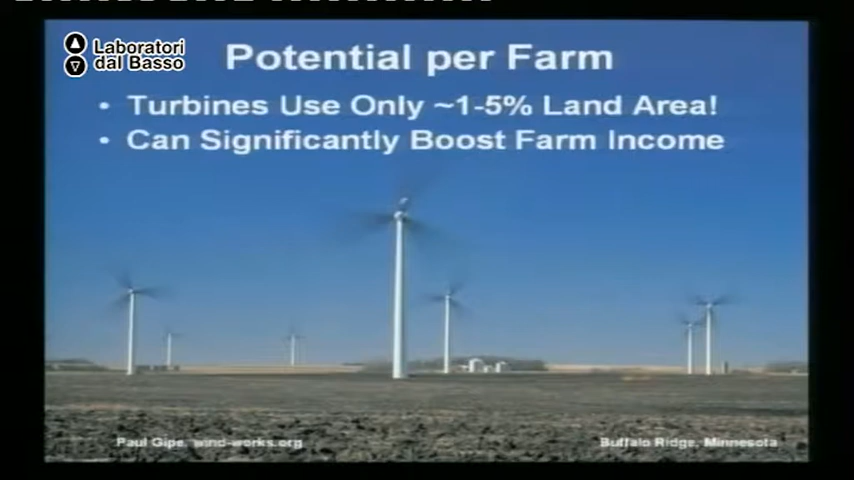 Laboratori
dal Basso
Potential per Farm
• Turbines Use Only ~1-5% Land Area!
• Can Significantly Boost Farm Income
Paul Gipe, wind-works.org
Buffalo Ridge, Minnesota